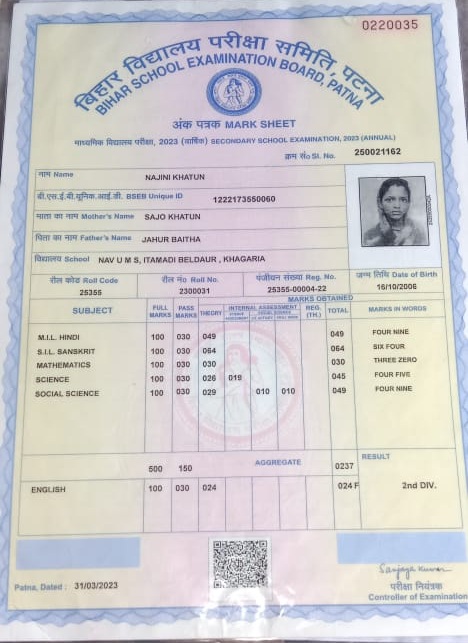 0220035
बिहार विद्यालय परीक्षा समिति, पटना
BIHAR SCHOOL EXAMINATION BOARD, PATNA
अंक पत्रक MARK SHEET
माध्यमिक विद्यालय परीक्षा, 2023 (वार्षिक) SECONDARY SCHOOL EXAMINATION, 2023 (ANNUAL)
क्रम सं० Sl. No. 250021162
नाम Name NAJINI KHATUN
बी.एस.ई.बी.यूनिक.आई.डी. BSEB Unique ID 1222173550060
माता का नाम Mother's Name SAJO KHATUN
पिता का नाम Father's Name JAHUR BAITHA
विद्यालय School NAV U M S, ITAMADI BELDAUR , KHAGARIA
रौल कोड Roll Code रौल नं० Roll No. पंजीयन संख्या Reg. No. जन्म तिथि Date of Birth
25355 2300031 25355-00004-22 16/10/2006
MARKS OBTAINED
SUBJECT FULL MARKS PASS MARKS THEORY INTERNAL ASSESSMENT REG. (TH.) TOTAL MARKS IN WORDS
M.I.L. HINDI 100 030 049 049 FOUR NINE
S.I.L. SANSKRIT 100 030 064 064 SIX FOUR
MATHEMATICS 100 030 030 030 THREE ZERO
SCIENCE 100 030 026 019 045 FOUR FIVE
SOCIAL SCIENCE 100 030 029 010 010 049 FOUR NINE
500 150 AGGREGATE 0237 RESULT
ENGLISH 100 030 024 024 F 2nd DIV.
Sanjay Kumar
Patna, Dated : 31/03/2023 परीक्षा नियंत्रक
Controller of Examination